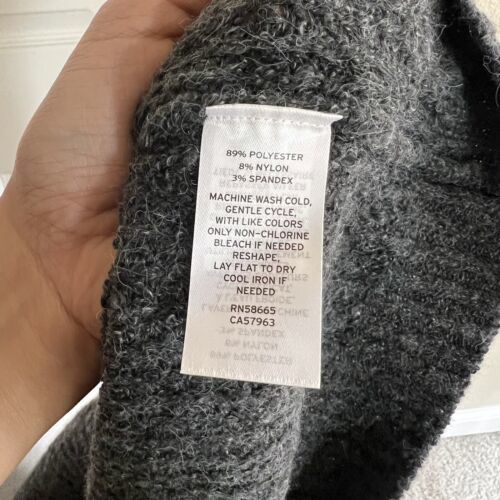 89% POLYESTER
8% NYLON
3% SPANDEX
MACHINE WASH COLD,
GENTLE CYCLE,
WITH LIKE COLORS
ONLY NON-CHLORINE
BLEACH IF NEEDED
RESHAPE,
LAY FLAT TO DRY
COOL IRON IF
NEEDED
RN58665
CA57963